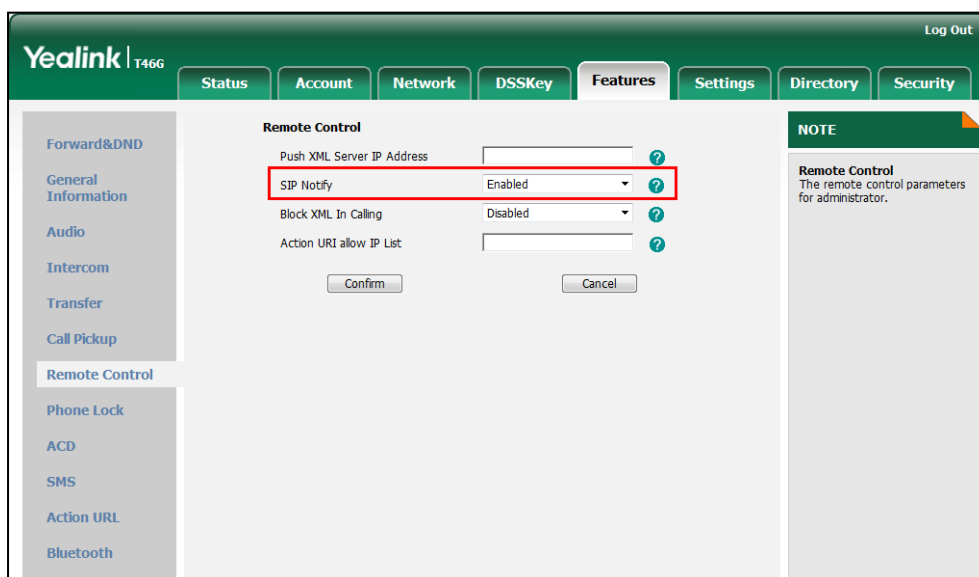 Log Out
Yealink | T46G
Status Account Network DSSKey Features Settings Directory Security
Forward&DND
General
Information
Audio
Intercom
Transfer
Call Pickup
Remote Control
Phone Lock
ACD
SMS
Action URL
Bluetooth
Remote Control
Push XML Server IP Address ?
SIP Notify Enabled ?
Block XML In Calling Disabled ?
Action URI allow IP List ?
Confirm Cancel
NOTE
Remote Control
The remote control parameters
for administrator.